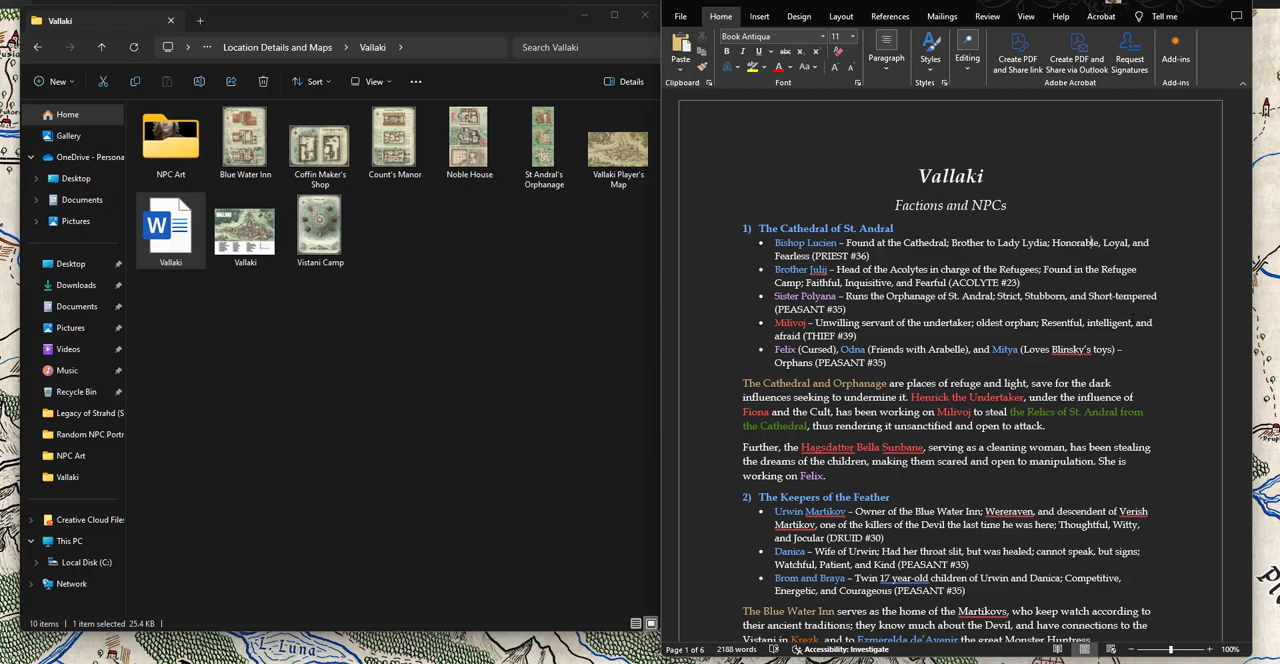 Vallaki
Location Details and Maps
Vallaki
Search Vallaki
New
Sort
View
Details
Home
Gallery
OneDrive - Persona
Desktop
Documents
Pictures
Desktop
Downloads
Documents
Pictures
Videos
Music
Recycle Bin
Legacy of Strahd (S
Random NPC Portr
NPC Art
Vallaki
Creative Cloud Files
This PC
Local Disk (C:)
Network
NPC Art
Blue Water Inn
Coffin Maker's
Shop
Count's Manor
Noble House
St Andral's
Orphanage
Vallaki Player's
Map
Vallaki
Vallaki
Vistani Camp
10 items
1 item selected 25.4 KB
File
Home
Insert
Design
Layout
References
Mailings
Review
View
Help
Acrobat
Tell me
Book Antiqua
11
Paste
Clipboard
Font
Paragraph
Styles
Styles
Editing
Create PDF
and Share link
Create PDF and
Share via Outlook
Request
Signatures
Adobe Acrobat
Add-ins
Add-ins
Vallaki
Factions and NPCs
1) The Cathedral of St. Andral
• Bishop Lucien – Found at the Cathedral; Brother to Lady Lydia; Honorable, Loyal, and
Fearless (PRIEST #36)
• Brother Julij – Head of the Acolytes in charge of the Refugees; Found in the Refugee
Camp; Faithful, Inquisitive, and Fearful (ACOLYTE #23)
• Sister Polyana – Runs the Orphanage of St. Andral; Strict, Stubborn, and Short-tempered
(PEASANT #35)
• Milivoj – Unwilling servant of the undertaker; oldest orphan; Resentful, intelligent, and
afraid (THIEF #39)
• Felix (Cursed), Odna (Friends with Arabelle), and Mitya (Loves Blinsky's toys) –
Orphans (PEASANT #35)
The Cathedral and Orphanage are places of refuge and light, save for the dark
influences seeking to undermine it. Henrick the Undertaker, under the influence of
Fiona and the Cult, has been working on Milivoj to steal the Relics of St. Andral from
the Cathedral, thus rendering it unsanctified and open to attack.
Further, the Hagsdatter Bella Sunbane, serving as a cleaning woman, has been stealing
the dreams of the children, making them scared and open to manipulation. She is
working on Felix.
2) The Keepers of the Feather
• Urwin Martikov – Owner of the Blue Water Inn; Wereraven, and descendent of Verish
Martikov, one of the killers of the Devil the last time he was here; Thoughtful, Witty,
and Jocular (DRUID #30)
• Danica – Wife of Urwin; Had her throat slit, but was healed; cannot speak, but signs;
Watchful, Patient, and Kind (PEASANT #35)
• Brom and Braya – Twin 17 year-old children of Urwin and Danica; Competitive,
Energetic, and Courageous (PEASANT #35)
The Blue Water Inn serves as the home of the Martikovs, who keep watch according to
their ancient traditions; they know much about the Devil, and have connections to the
Vistani in Krezk, and to Ezmerelda de'Avenir the great Monster Huntress.
Page 1 of 6
2188 words
Accessibility: Investigate
100%
L. Luna